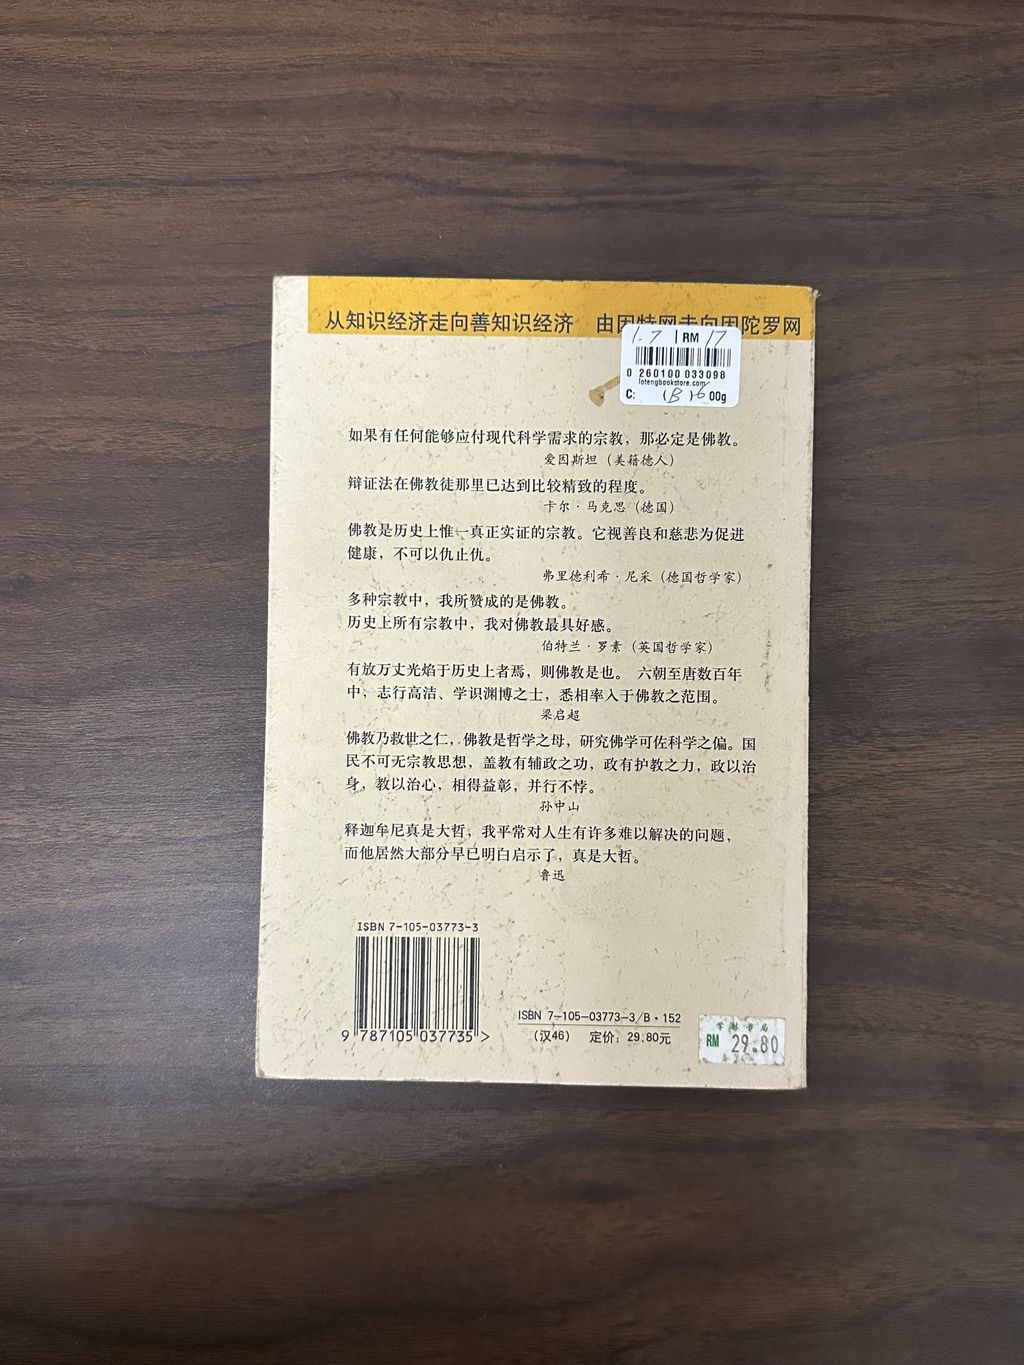 从知识经济走向善知识经济 由因特网走向因陀罗网
1.7 | RM 17
0 260100 033098
lotengbookstore.com
C: (B) 6 00g
如果有任何能够应付现代科学需求的宗教，那必定是佛教。
爱因斯坦（美籍德人）
辩证法在佛教徒那里已达到比较精致的程度。
卡尔·马克思（德国）
佛教是历史上惟一真正实证的宗教。它视善良和慈悲为促进
健康，不可以仇止仇。
弗里德利希·尼采（德国哲学家）
多种宗教中，我所赞成的是佛教。
历史上所有宗教中，我对佛教最具好感。
伯特兰·罗素（英国哲学家）
有放万丈光焰于历史上者焉，则佛教是也。 六朝至唐数百年
中，志行高洁、学识渊博之士，悉相率入于佛教之范围。
梁启超
佛教乃救世之仁，佛教是哲学之母，研究佛学可佐科学之偏。国
民不可无宗教思想，盖教有辅政之功，政有护教之力，政以治
身，教以治心，相得益彰，并行不悖。
孙中山
释迦牟尼真是大哲，我平常对人生有许多难以解决的问题，
而他居然大部分早已明白启示了，真是大哲。
鲁迅
ISBN 7-105-03773-3
9 787105 037735 >
ISBN 7-105-03773-3/B·152
（汉46） 定价：29.80元
学林书局
RM 29.80